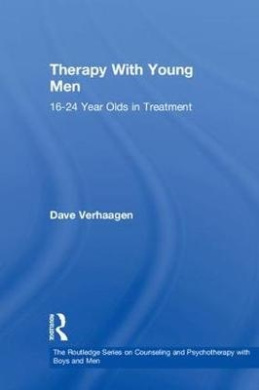 Therapy With Young
Men
16-24 Year Olds in Treatment
Dave Verhaagen
Routledge
The Routledge Series on Counseling and Psychotherapy with
Boys and Men